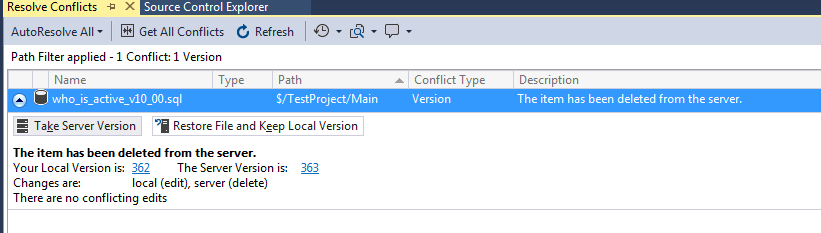 Resolve Conflicts Source Control Explorer
AutoResolve All Get All Conflicts Refresh
Path Filter applied - 1 Conflict: 1 Version
Name Type Path Conflict Type Description
who_is_active_v10_00.sql $/TestProject/Main Version The item has been deleted from the server.
Take Server Version Restore File and Keep Local Version
The item has been deleted from the server.
Your Local Version is: 362 The Server Version is: 363
Changes are: local (edit), server (delete)
There are no conflicting edits